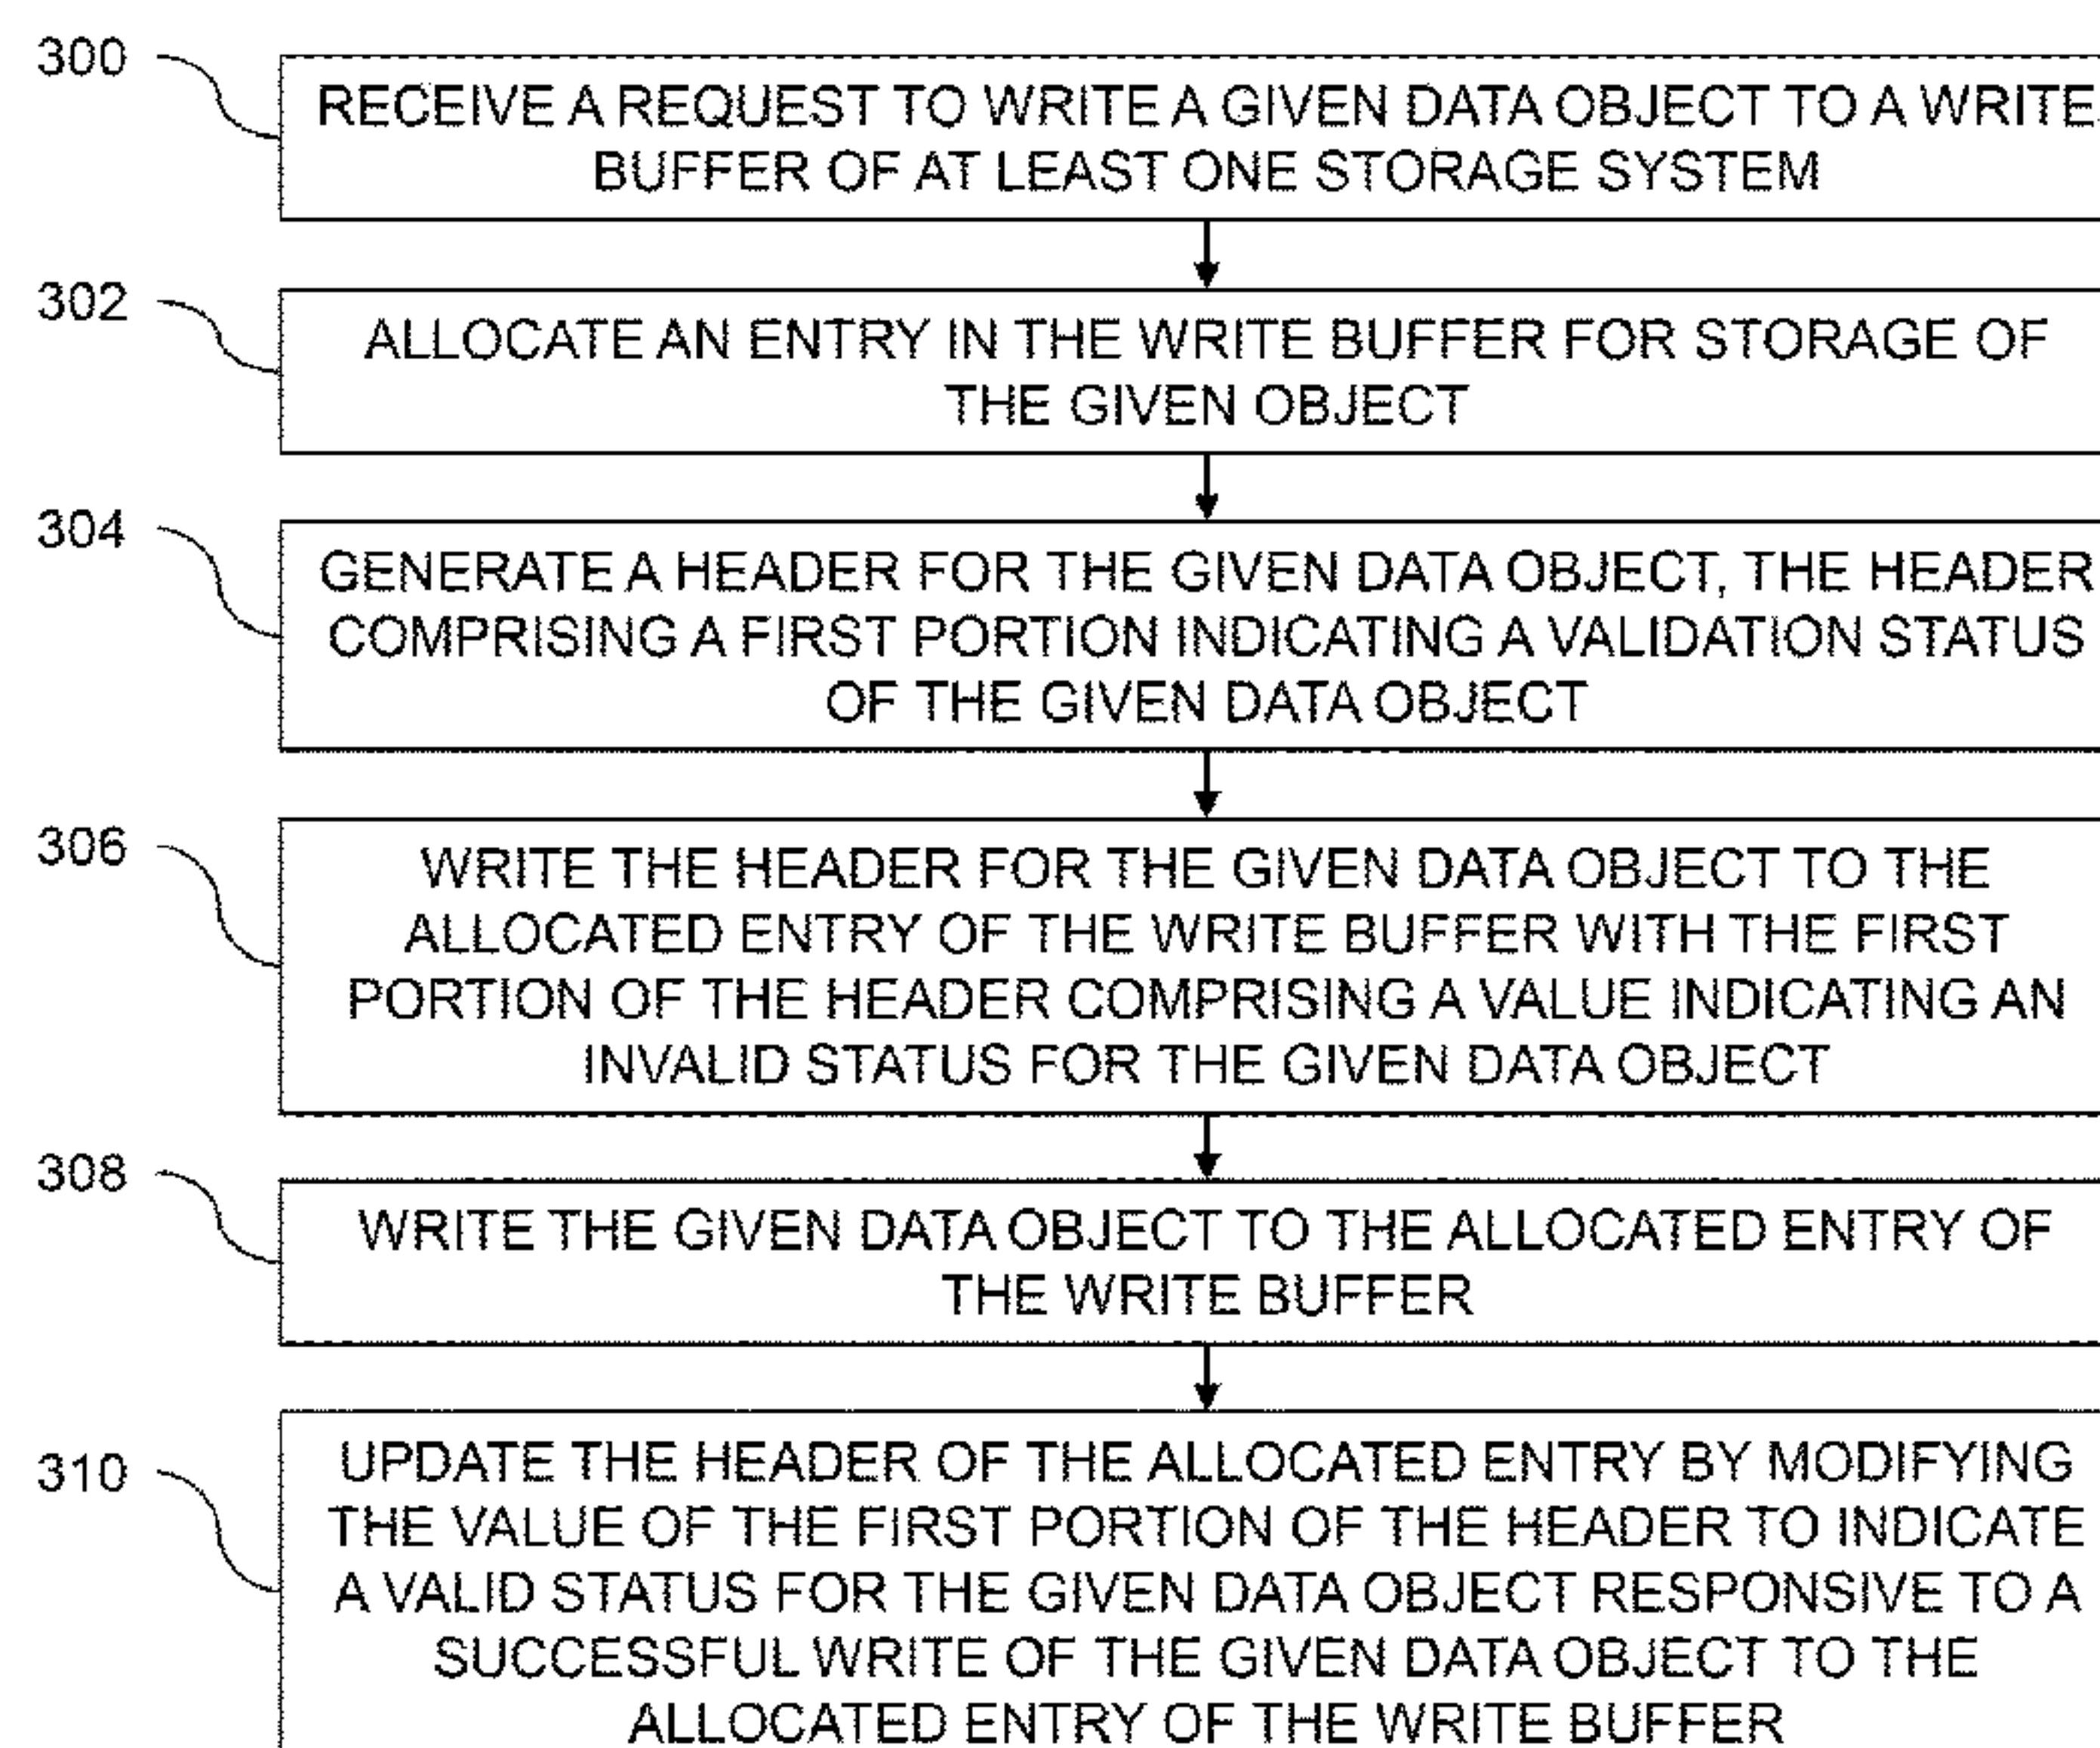 300
RECEIVE A REQUEST TO WRITE A GIVEN DATA OBJECT TO A WRITE
BUFFER OF AT LEAST ONE STORAGE SYSTEM
302
ALLOCATE AN ENTRY IN THE WRITE BUFFER FOR STORAGE OF
THE GIVEN OBJECT
304
GENERATE A HEADER FOR THE GIVEN DATA OBJECT, THE HEADER
COMPRISING A FIRST PORTION INDICATING A VALIDATION STATUS
OF THE GIVEN DATA OBJECT
306
WRITE THE HEADER FOR THE GIVEN DATA OBJECT TO THE
ALLOCATED ENTRY OF THE WRITE BUFFER WITH THE FIRST
PORTION OF THE HEADER COMPRISING A VALUE INDICATING AN
INVALID STATUS FOR THE GIVEN DATA OBJECT
308
WRITE THE GIVEN DATA OBJECT TO THE ALLOCATED ENTRY OF
THE WRITE BUFFER
310
UPDATE THE HEADER OF THE ALLOCATED ENTRY BY MODIFYING
THE VALUE OF THE FIRST PORTION OF THE HEADER TO INDICATE
A VALID STATUS FOR THE GIVEN DATA OBJECT RESPONSIVE TO A
SUCCESSFUL WRITE OF THE GIVEN DATA OBJECT TO THE
ALLOCATED ENTRY OF THE WRITE BUFFER